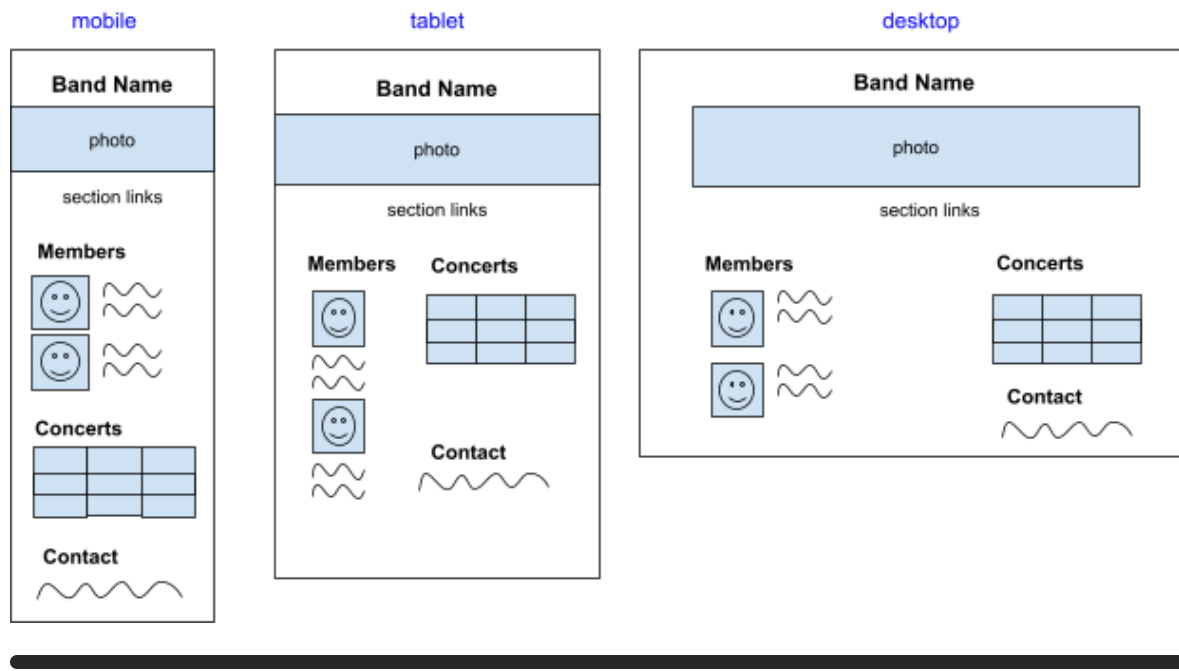 mobile
Band Name
photo
section links
Members
Concerts
Contact
tablet
Band Name
photo
section links
Members
Concerts
Contact
desktop
Band Name
photo
section links
Members
Concerts
Contact